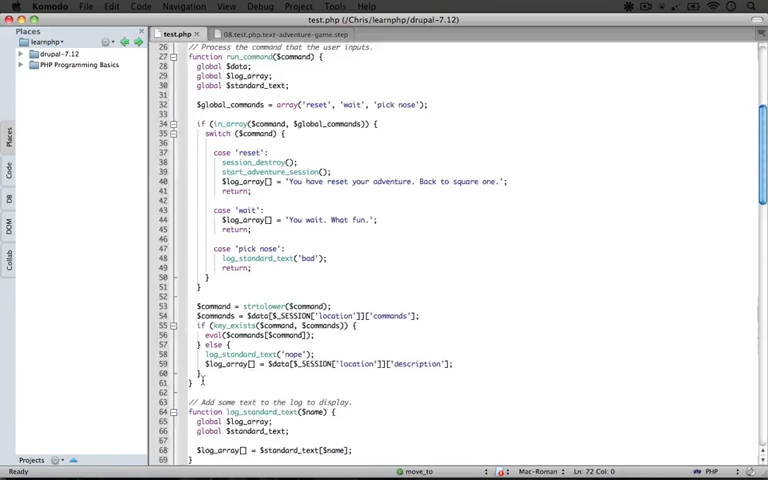 Komodo File Edit Code Navigation View Debug Project Tools Help
test.php (/Chris/learnphp/drupal-7.12)
Places
test.php 08.test.php.text-adventure-game.step
learnphp
drupal-7.12
PHP Programming Basics
Places
Code
DB
DOM
Collab
26 // Process the command that the user inputs.
27 function run_command($command) {
28 global $data;
29 global $log_array;
30 global $standard_text;
31
32 $global_commands = array('reset', 'wait', 'pick nose');
33
34 if (in_array($command, $global_commands)) {
35 switch ($command) {
36
37 case 'reset':
38 session_destroy();
39 start_adventure_session();
40 $log_array[] = 'You have reset your adventure. Back to square one.';
41 return;
42
43 case 'wait':
44 $log_array[] = 'You wait. What fun.';
45 return;
46
47 case 'pick nose':
48 log_standard_text('bad');
49 return;
50 }
51 }
52
53 $command = strtolower($command);
54 $commands = $data[$_SESSION['location']]['commands'];
55 if (key_exists($command, $commands)) {
56 eval($commands[$command]);
57 } else {
58 log_standard_text('nope');
59 $log_array[] = $data[$_SESSION['location']]['description'];
60 }
61 }
62
63 // Add some text to the log to display.
64 function log_standard_text($name) {
65 global $log_array;
66 global $standard_text;
67
68 $log_array[] = $standard_text[$name];
69 }
Projects
Ready move_to Mac-Roman Ln: 72 Col: 0 PHP